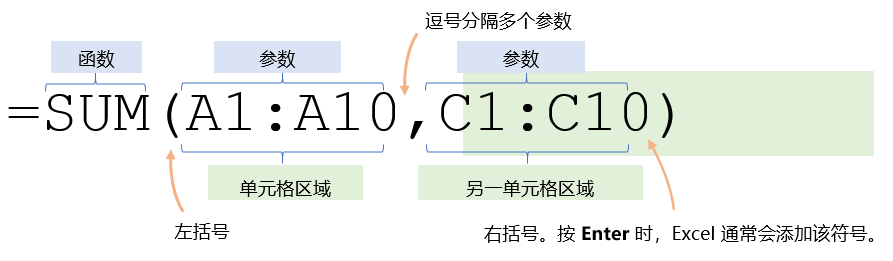 逗号分隔多个参数
函数
参数
参数
=SUM(A1:A10,C1:C10)
单元格区域
另一单元格区域
左括号
右括号。按 Enter 时，Excel 通常会添加该符号。